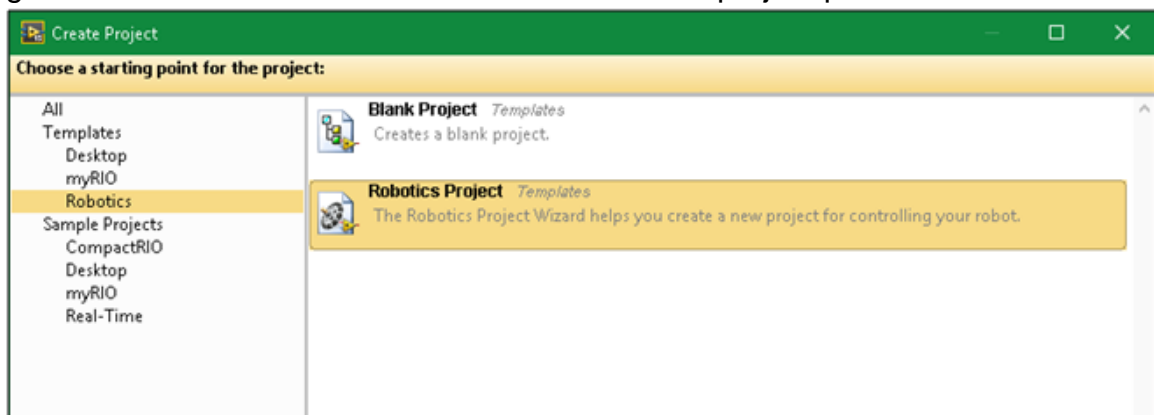 Create Project
Choose a starting point for the project:
All
Templates
Desktop
myRIO
Robotics
Sample Projects
CompactRIO
Desktop
myRIO
Real-Time
Blank Project Templates
Creates a blank project.
Robotics Project Templates
The Robotics Project Wizard helps you create a new project for controlling your robot.